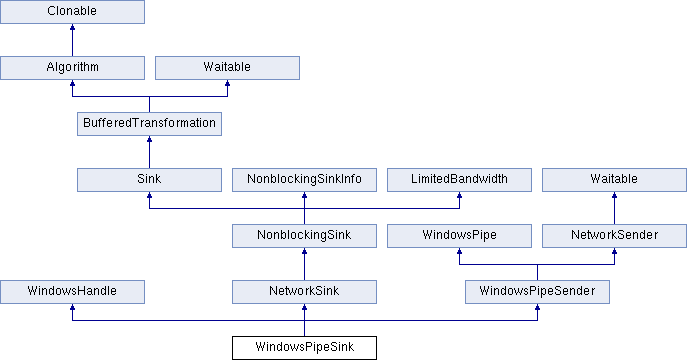 Clonable
Algorithm
Waitable
BufferedTransformation
Sink
NonblockingSinkInfo
LimitedBandwidth
Waitable
NonblockingSink
WindowsPipe
NetworkSender
WindowsHandle
NetworkSink
WindowsPipeSender
WindowsPipeSink